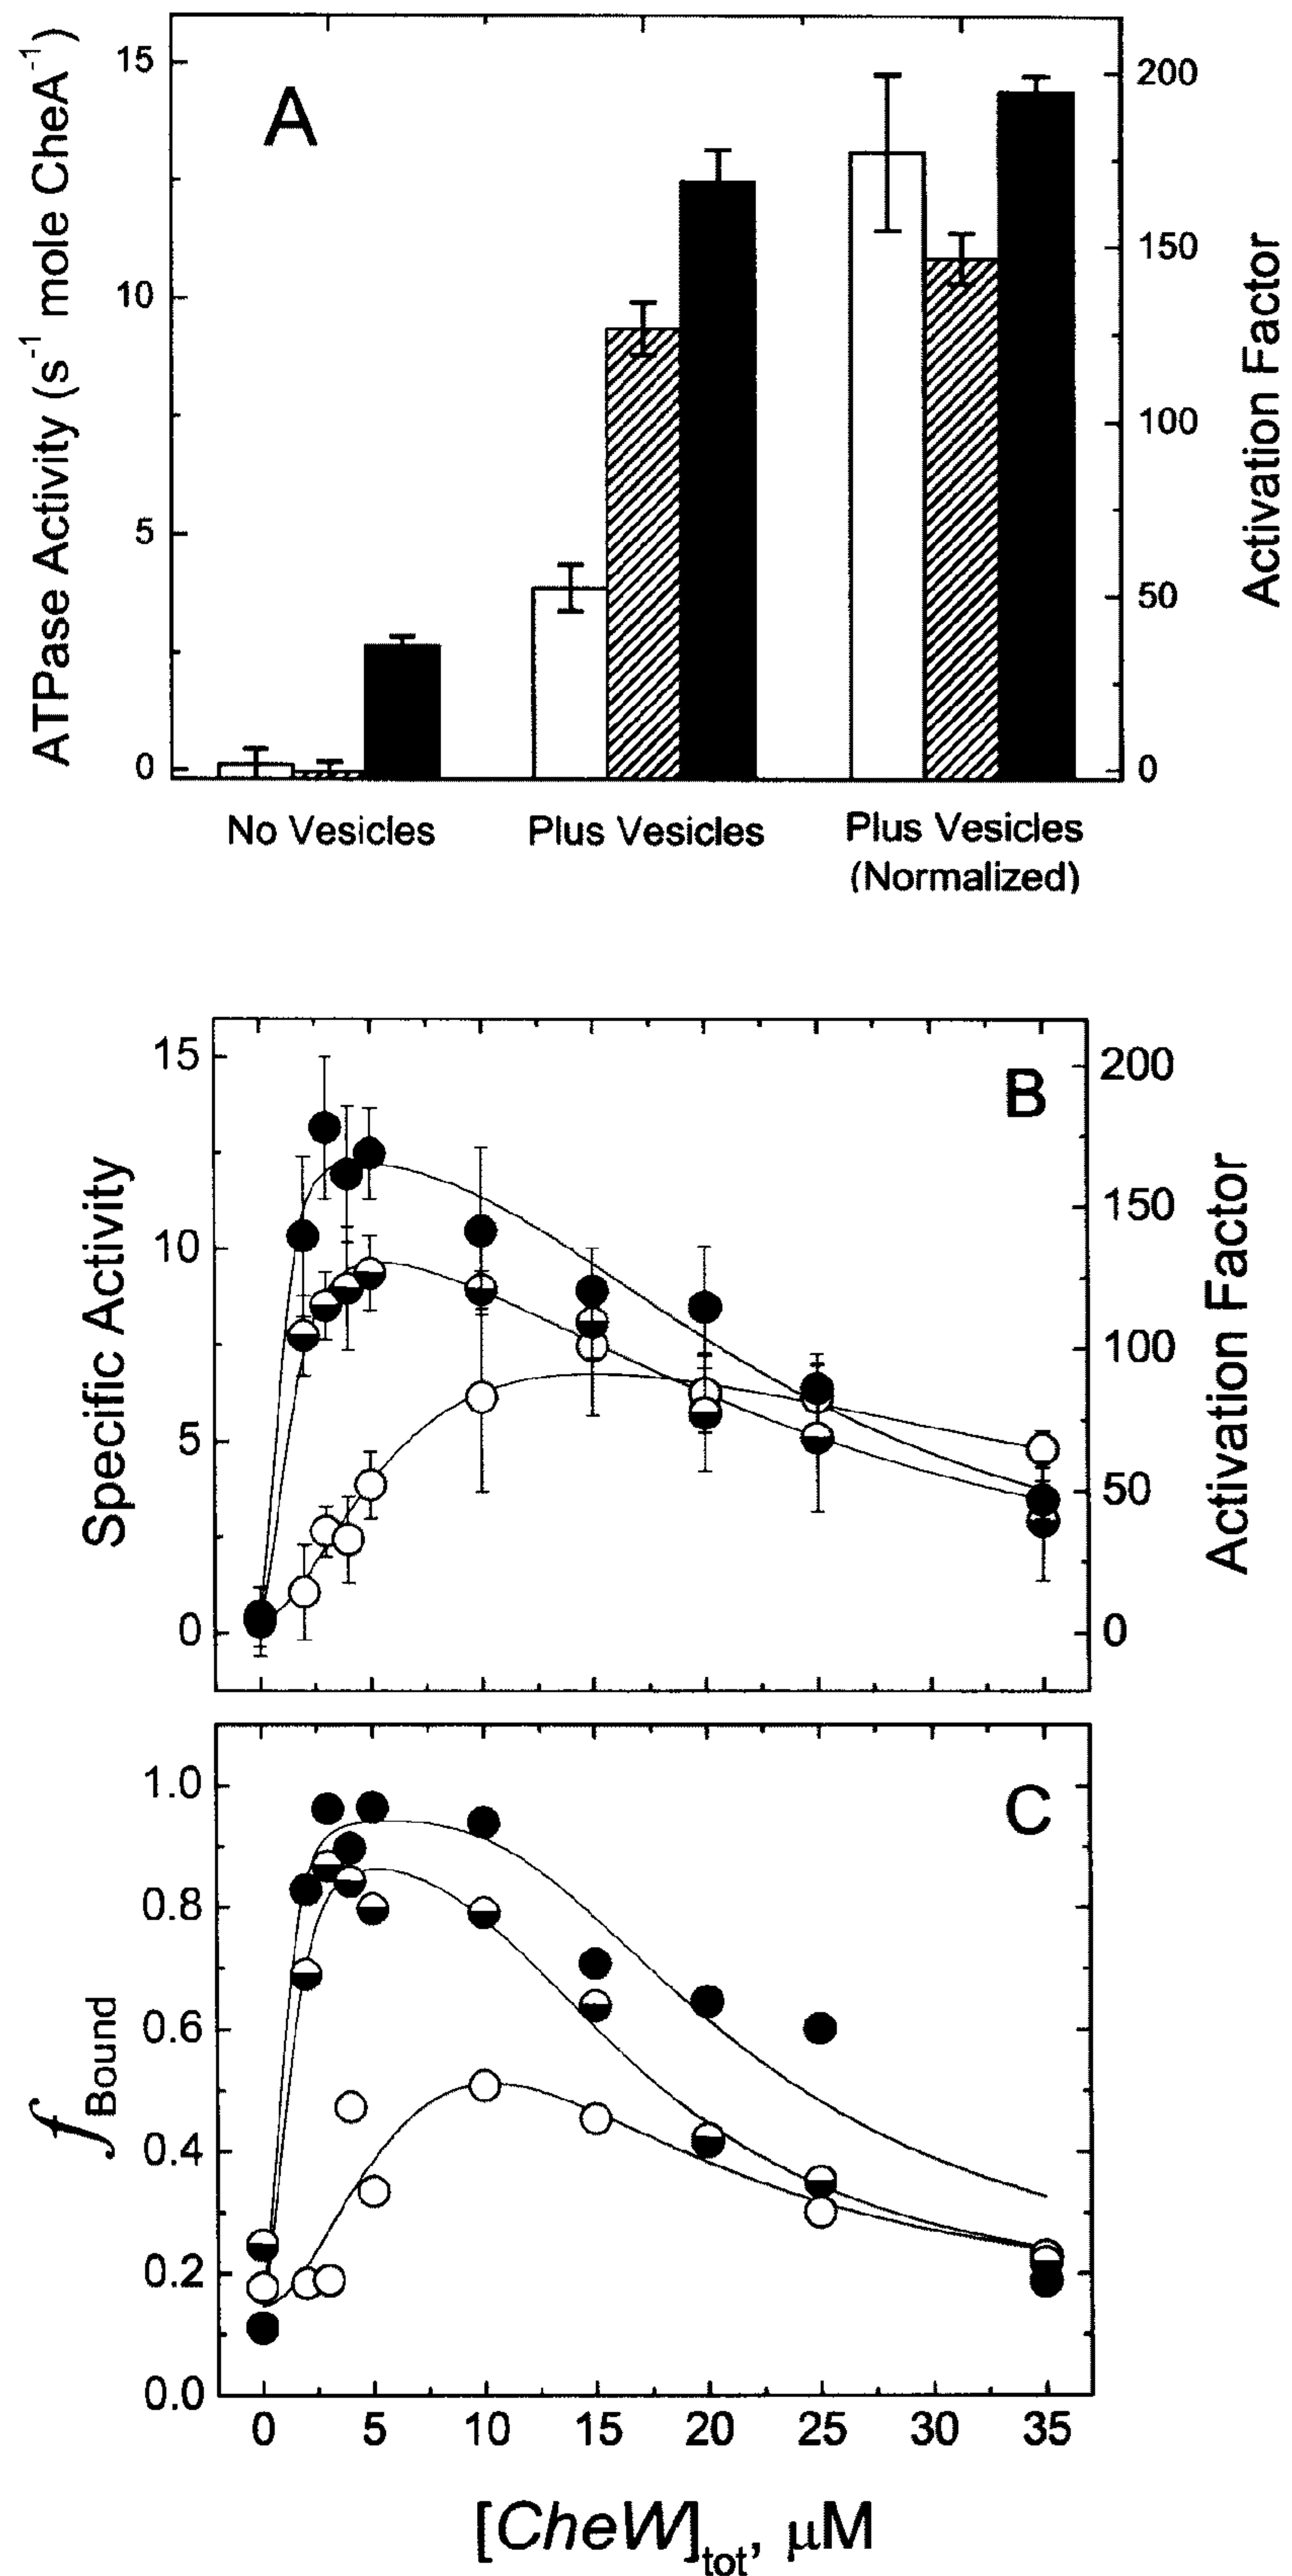 A
ATPase Activity (s⁻¹ mole CheA⁻¹)
15
10
5
0
200
150
100
50
0
Activation Factor
No Vesicles
Plus Vesicles
Plus Vesicles
(Normalized)
B
Specific Activity
15
10
5
0
200
150
100
50
0
Activation Factor
C
f Bound
1.0
0.8
0.6
0.4
0.2
0.0
0 5 10 15 20 25 30 35
[CheW]tot, μM